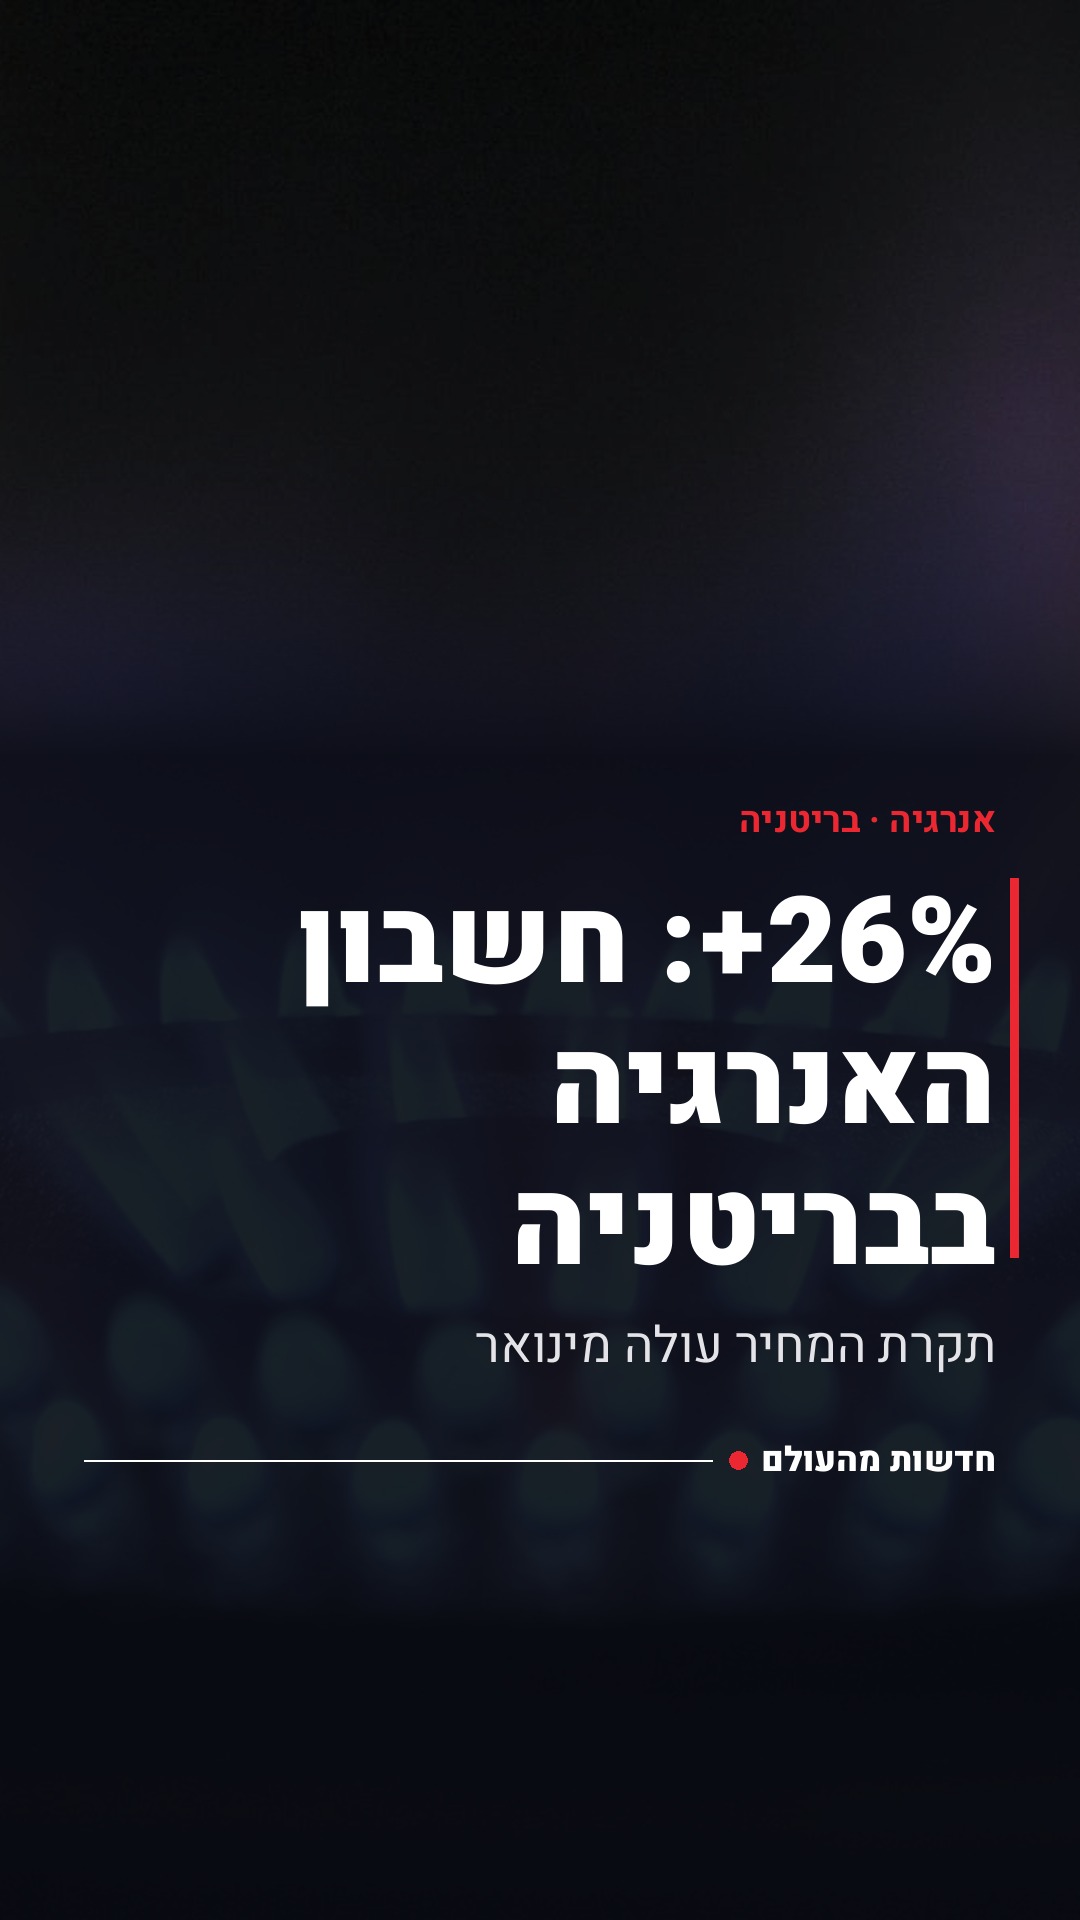 אנרגיה · בריטניה
+26%: חשבון
האנרגיה
בבריטניה
תקרת המחיר עולה מינואר
חדשות מהעולם